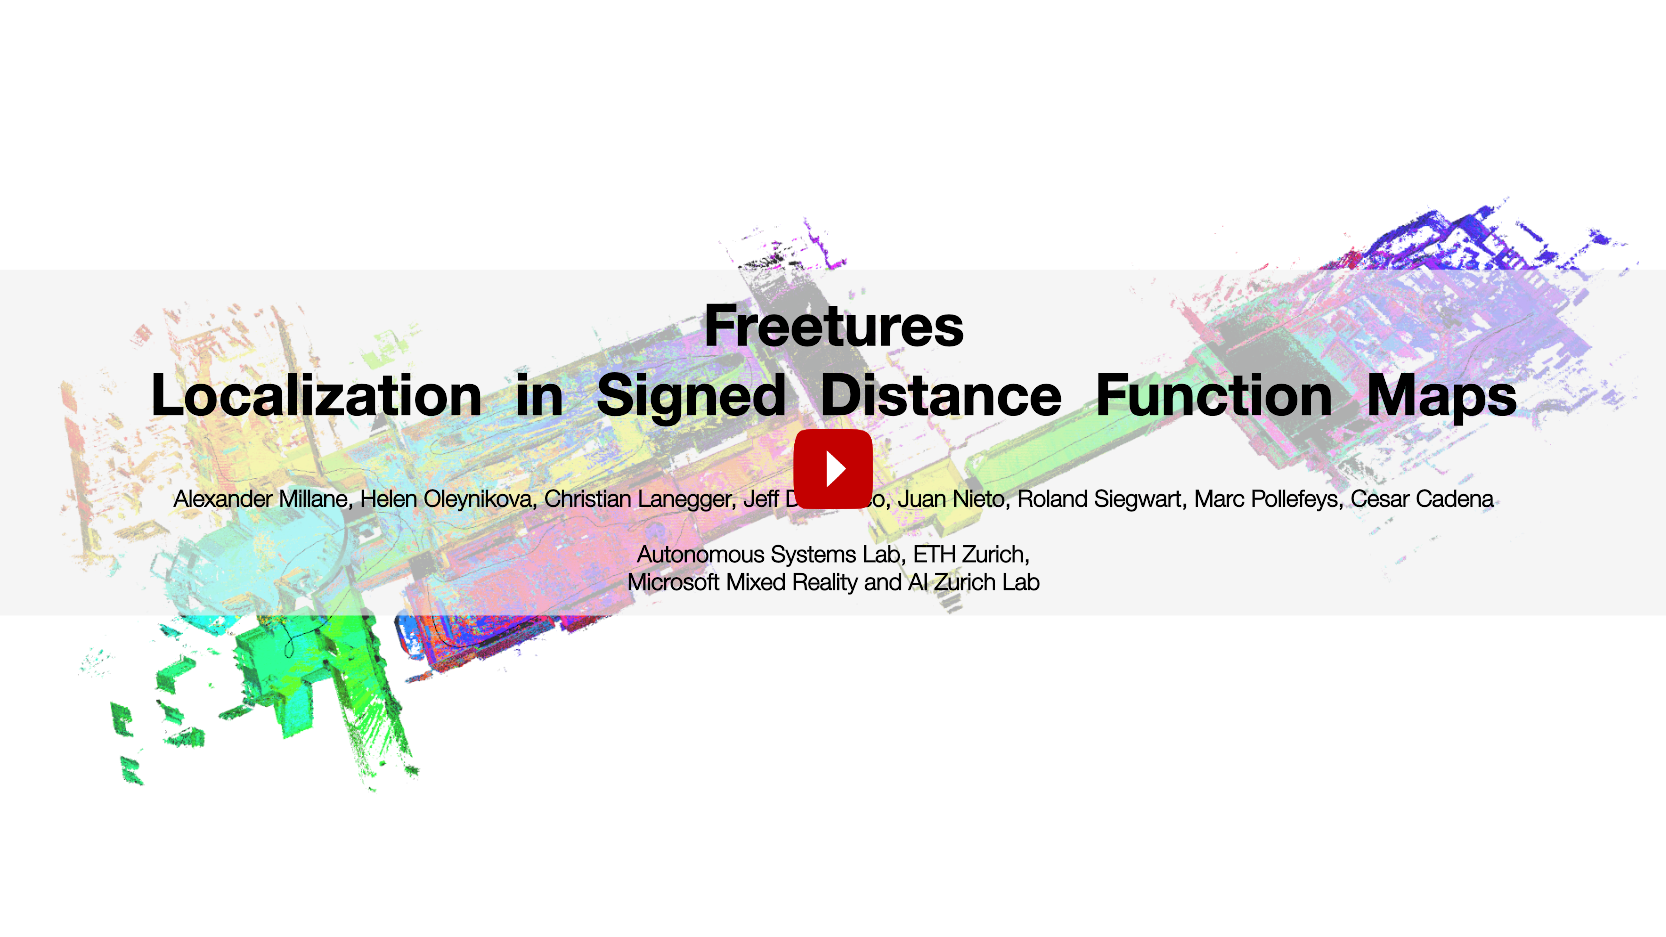 Freetures
Localization in Signed Distance Function Maps
Alexander Millane, Helen Oleynikova, Christian Lanegger, Jeff Juan Nieto, Roland Siegwart, Marc Pollefeys, Cesar Cadena
Autonomous Systems Lab, ETH Zurich,
Microsoft Mixed Reality and AI Zurich Lab